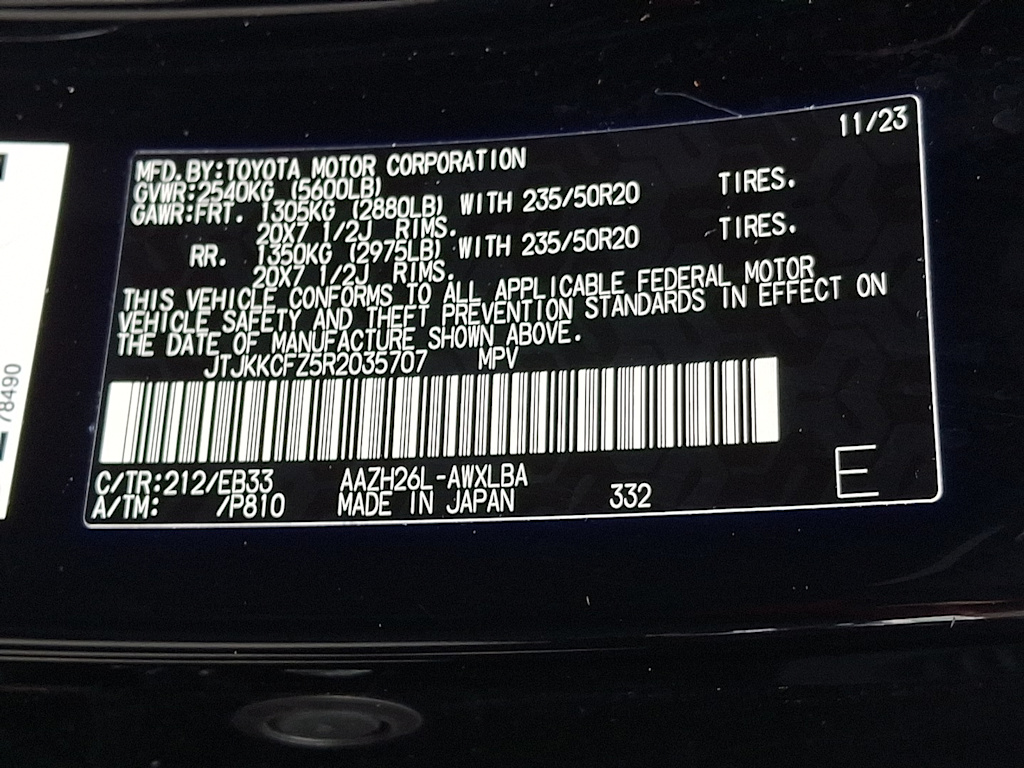 11/23
MFD.BY:TOYOTA MOTOR CORPORATION
GVWR:2540KG (5600LB)
GAWR:FRT. 1305KG (2880LB) WITH 235/50R20 TIRES.
20X7 1/2J RIMS.
RR. 1350KG (2975LB) WITH 235/50R20 TIRES.
20X7 1/2J RIMS.
THIS VEHICLE CONFORMS TO ALL APPLICABLE FEDERAL MOTOR
VEHICLE SAFETY AND THEFT PREVENTION STANDARDS IN EFFECT ON
THE DATE OF MANUFACTURE SHOWN ABOVE.
JTJKKCFZ5R2035707 MPV
C/TR:212/EB33 AAZH26L-AWXLBA
A/TM: /P810 MADE IN JAPAN 332 E
78490